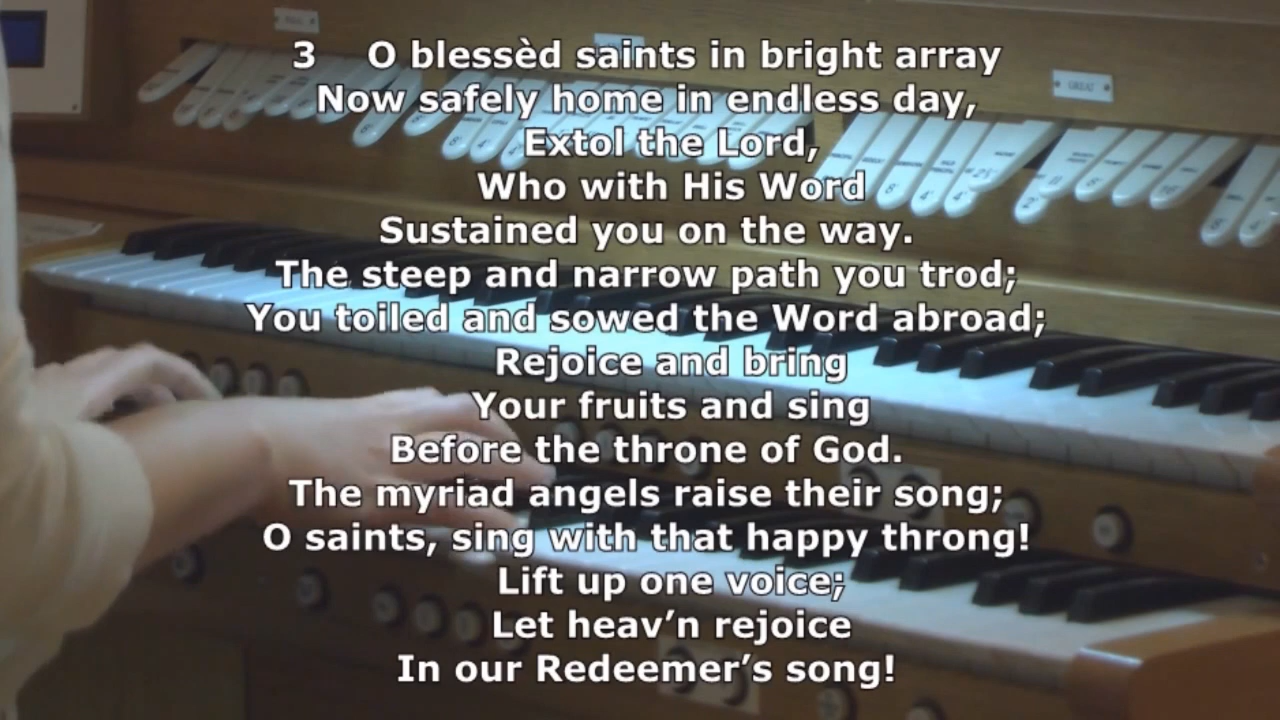 GREAT
3 O blessèd saints in bright array
Now safely home in endless day,
Extol the Lord,
Who with His Word
Sustained you on the way.
The steep and narrow path you trod;
You toiled and sowed the Word abroad;
Rejoice and bring
Your fruits and sing
Before the throne of God.
The myriad angels raise their song;
O saints, sing with that happy throng!
Lift up one voice;
Let heav’n rejoice
In our Redeemer’s song!